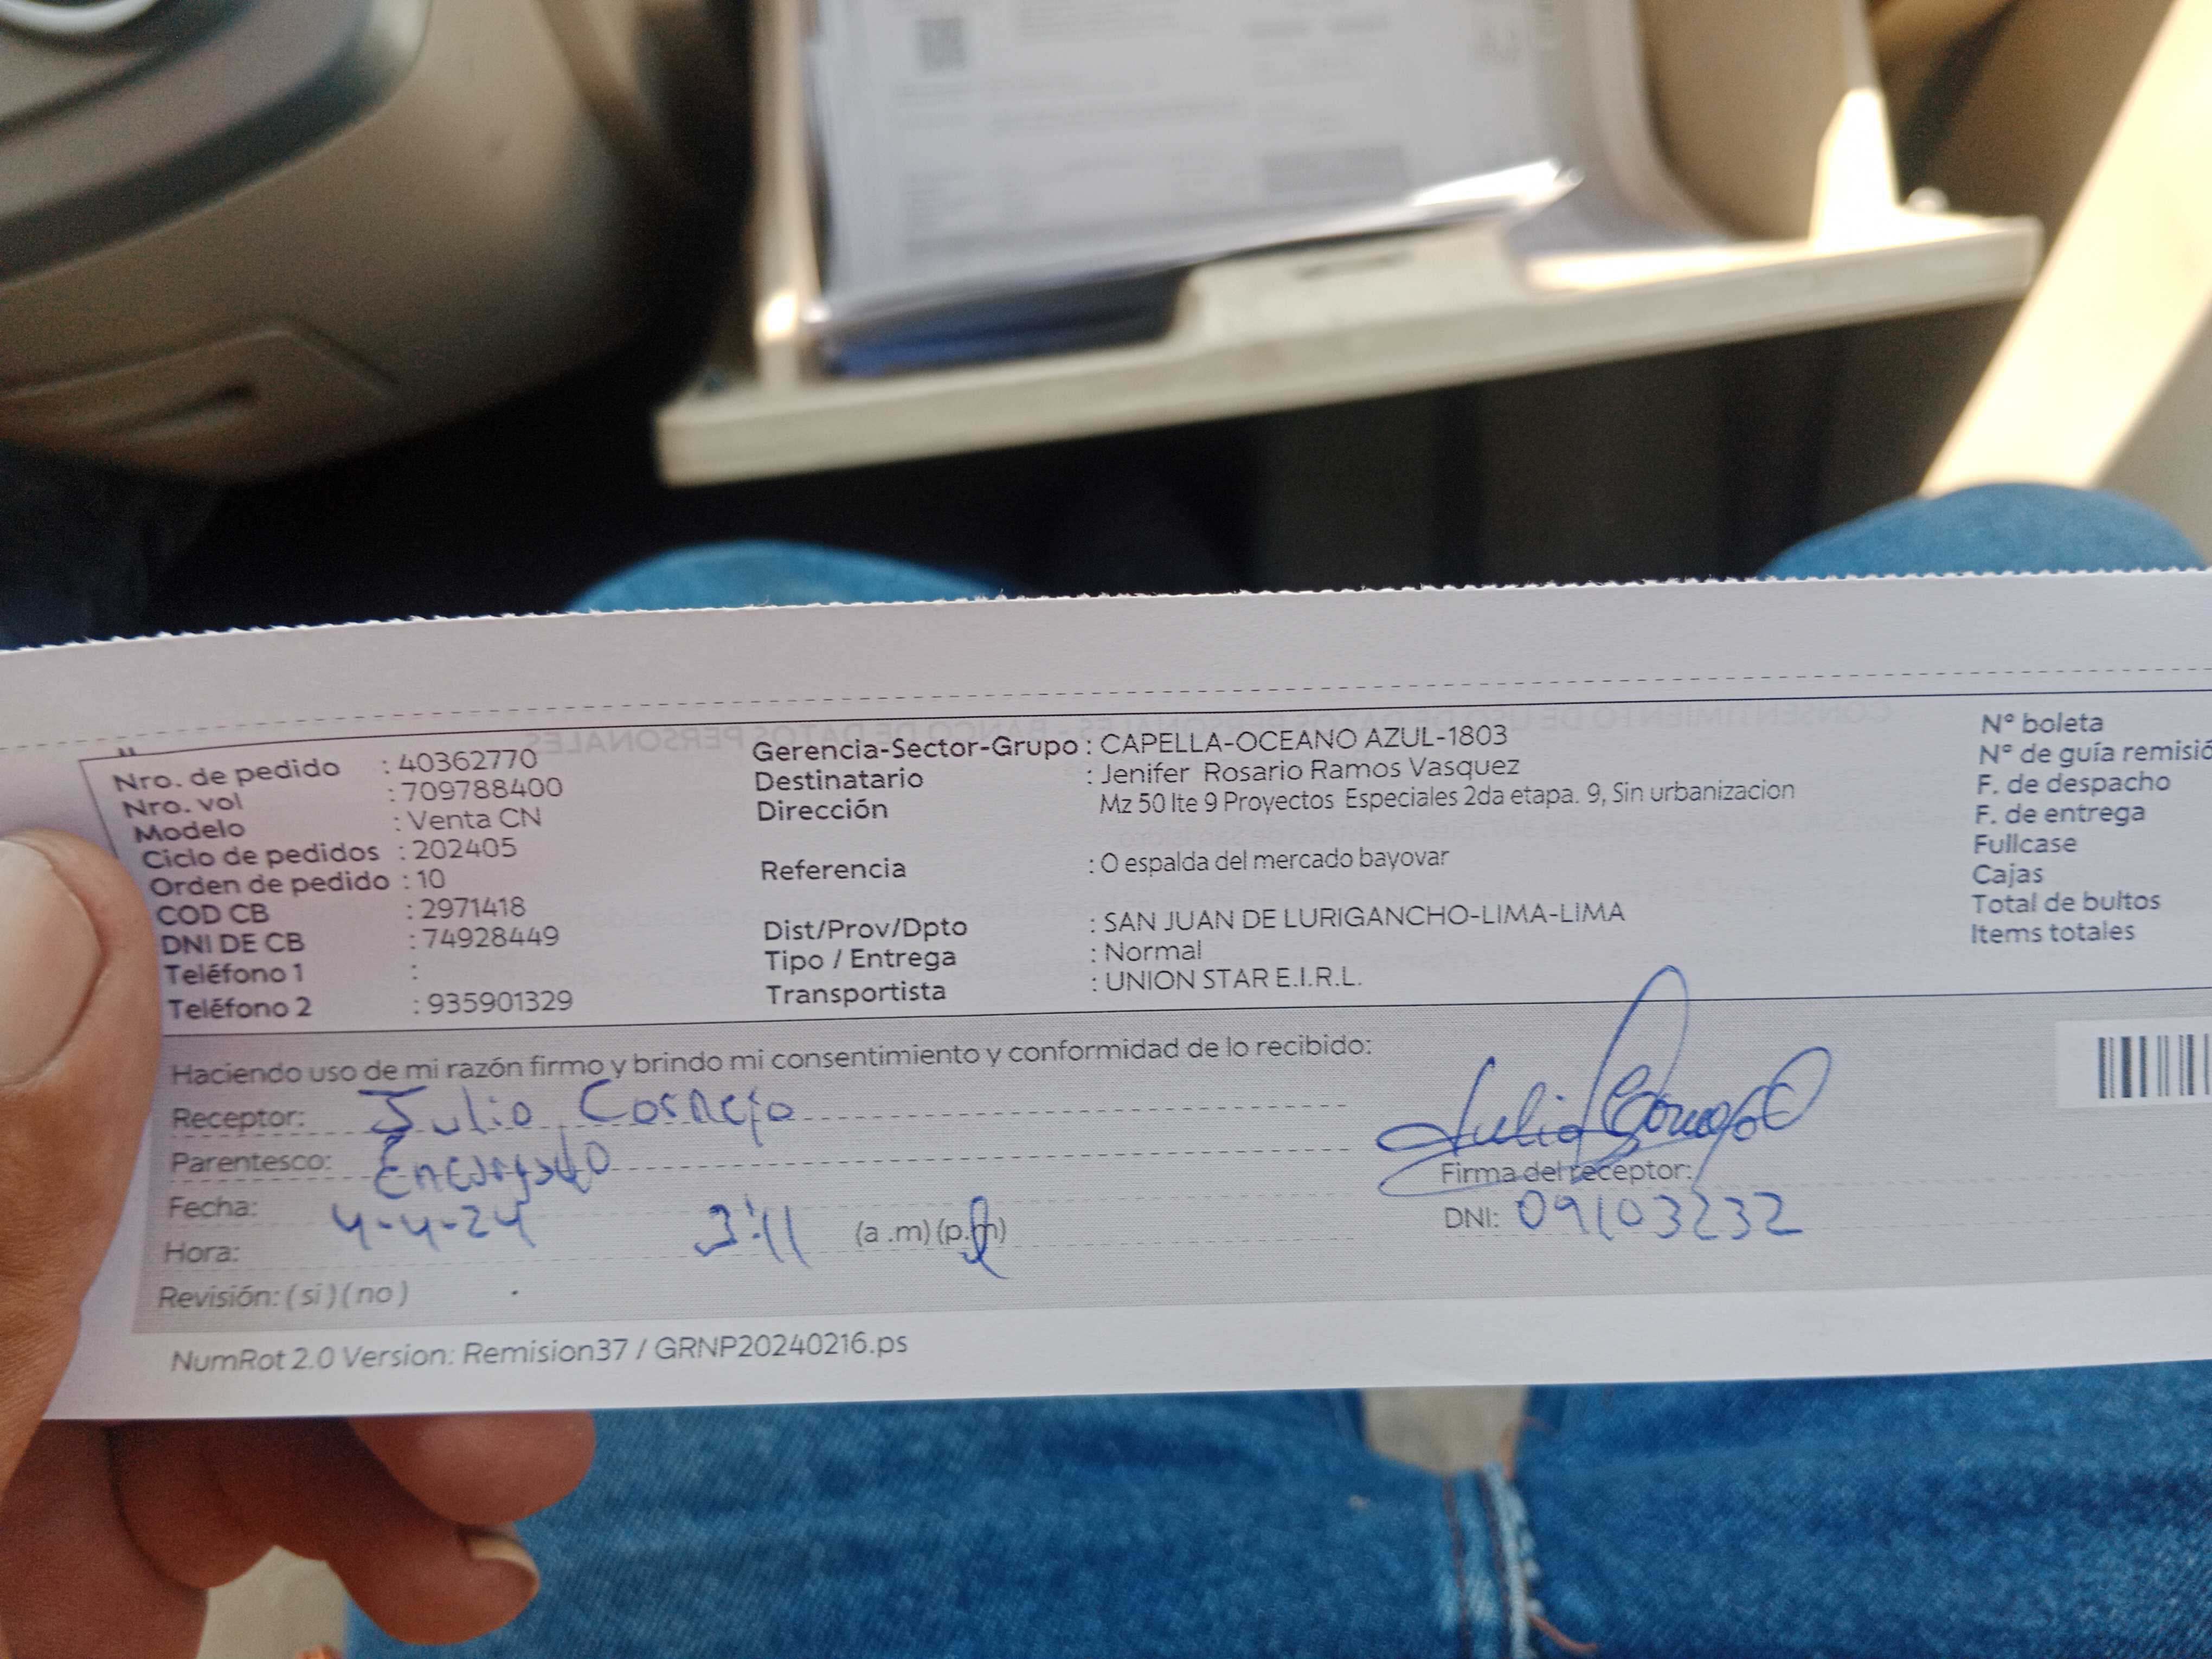 Nro. de pedido : 40362770
Nro. vol : 709788400
Modelo : Venta CN
Ciclo de pedidos : 202405
Orden de pedido : 10
COD CB : 2971418
DNI DE CB : 74928449
Teléfono 1 :
Teléfono 2 : 935901329
Gerencia-Sector-Grupo : CAPELLA-OCEANO AZUL-1803
Destinatario : Jenifer Rosario Ramos Vasquez
Dirección Mz 50 lte 9 Proyectos Especiales 2da etapa. 9, Sin urbanizacion
Referencia : O espalda del mercado bayovar
Dist/Prov/Dpto : SAN JUAN DE LURIGANCHO-LIMA-LIMA
Tipo / Entrega : Normal
Transportista : UNION STAR E.I.R.L.
N° boleta
N° de guía remisió
F. de despacho
F. de entrega
Fullcase
Cajas
Total de bultos
Items totales
Haciendo uso de mi razón firmo y brindo mi consentimiento y conformidad de lo recibido:
Receptor: Julio Cornejo
Parentesco: Encargado
Fecha: 4-4-24
Hora: 3:11 (a .m) (p.m)
Revisión: ( si ) ( no )
Julio Cornejo
Firma del receptor:
DNI: 09103232
NumRot 2.0 Version: Remision37 / GRNP20240216.ps